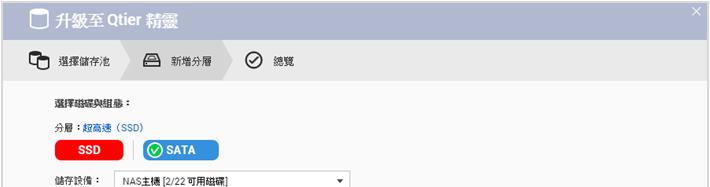 升級至 Qtier 精靈
選擇儲存池
新增分層
總覽
選擇磁碟與組態：
分層：超高速（SSD）
SSD
SATA
儲存設備： NAS主機 [2/22 可用磁碟]